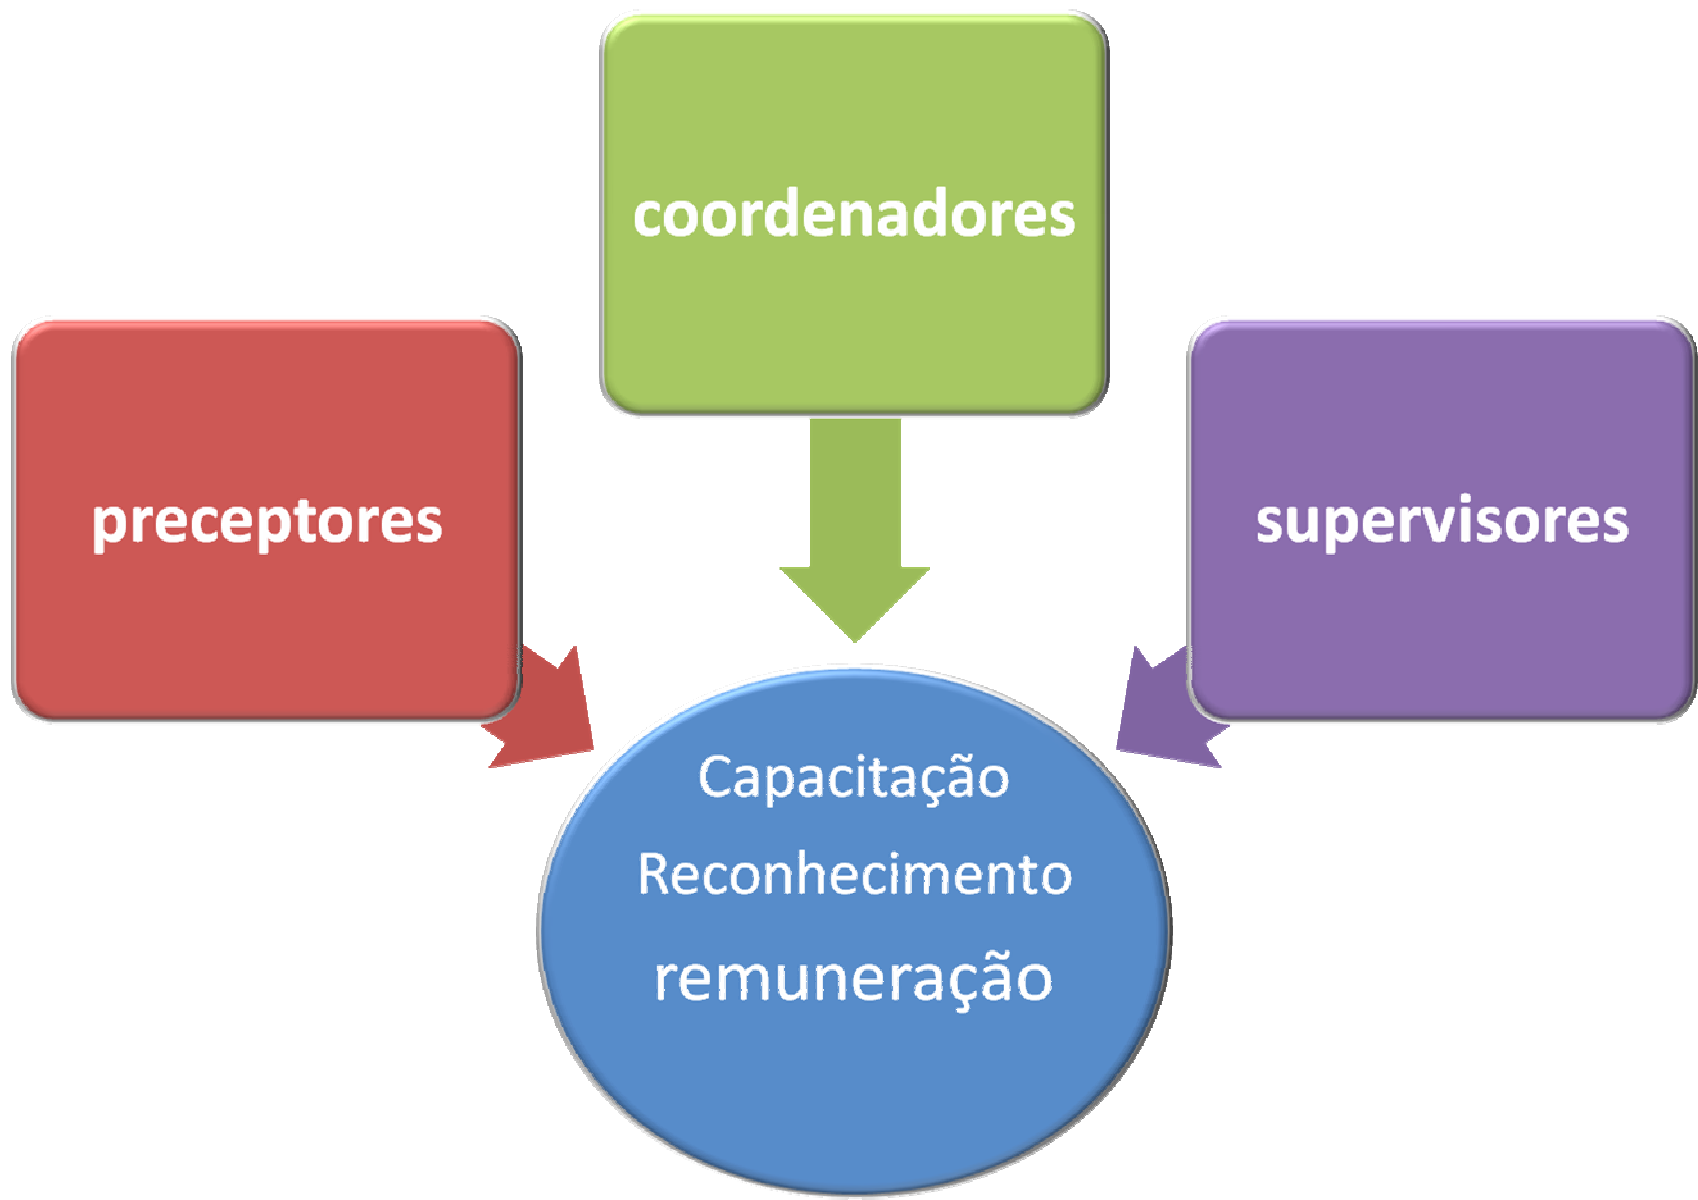 coordenadores
preceptores
supervisores
Capacitação
Reconhecimento
remuneração